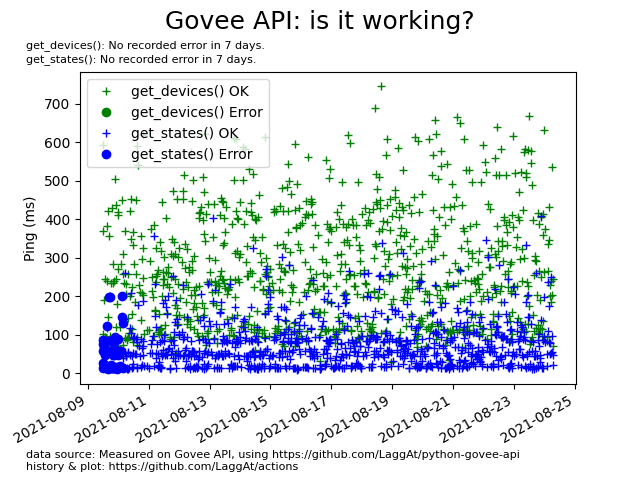 Govee API: is it working?
get_devices(): No recorded error in 7 days.
get_states(): No recorded error in 7 days.
get_devices() OK
get_devices() Error
get_states() OK
get_states() Error
Ping (ms)
700
600
500
400
300
200
100
0
2021-08-09
2021-08-11
2021-08-13
2021-08-15
2021-08-17
2021-08-19
2021-08-21
2021-08-23
2021-08-25
data source: Measured on Govee API, using https://github.com/LaggAt/python-govee-api
history & plot: https://github.com/LaggAt/actions